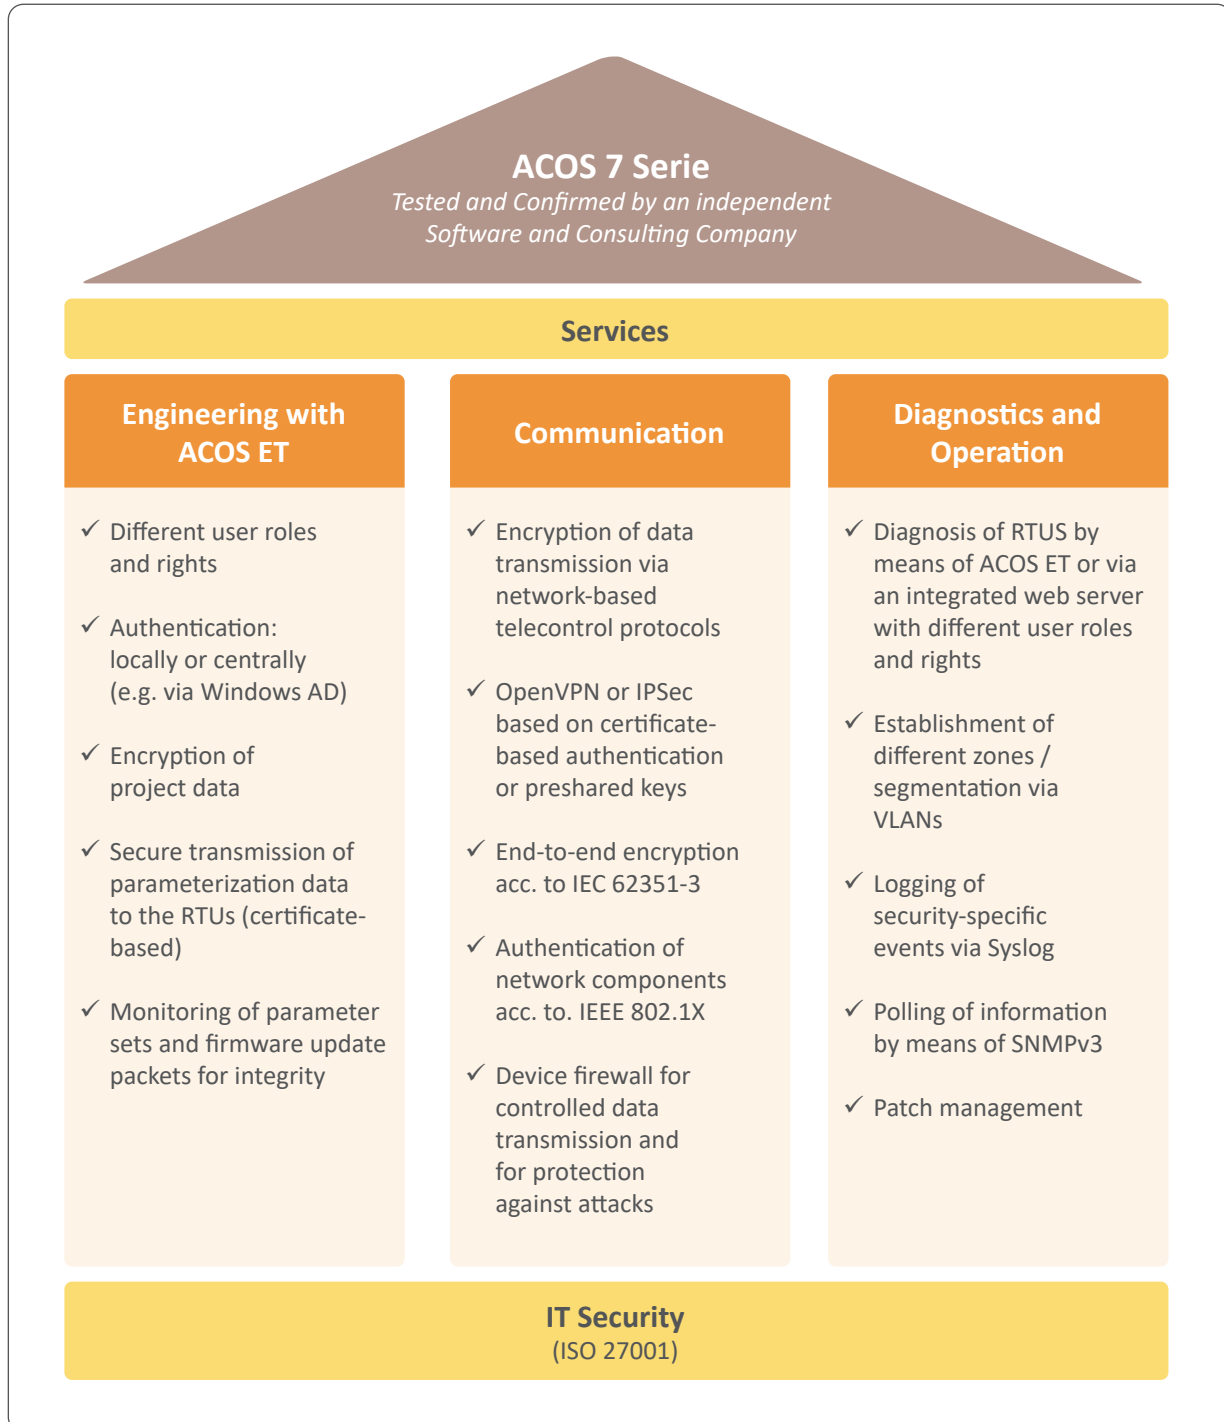 ACOS 7 Serie
Tested and Confirmed by an independent
Software and Consulting Company
Services
Engineering with
ACOS ET
✓ Different user roles
and rights
✓ Authentication:
locally or centrally
(e.g. via Windows AD)
✓ Encryption of
project data
✓ Secure transmission of
parameterization data
to the RTUs (certificate-
based)
✓ Monitoring of parameter
sets and firmware update
packets for integrity
Communication
✓ Encryption of data
transmission via
network-based
telecontrol protocols
✓ OpenVPN or IPSec
based on certificate-
based authentication
or preshared keys
✓ End-to-end encryption
acc. to IEC 62351-3
✓ Authentication of
network components
acc. to. IEEE 802.1X
✓ Device firewall for
controlled data
transmission and
for protection
against attacks
Diagnostics and
Operation
✓ Diagnosis of RTUS by
means of ACOS ET or via
an integrated web server
with different user roles
and rights
✓ Establishment of
different zones /
segmentation via
VLANs
✓ Logging of
security-specific
events via Syslog
✓ Polling of information
by means of SNMPv3
✓ Patch management
IT Security
(ISO 27001)